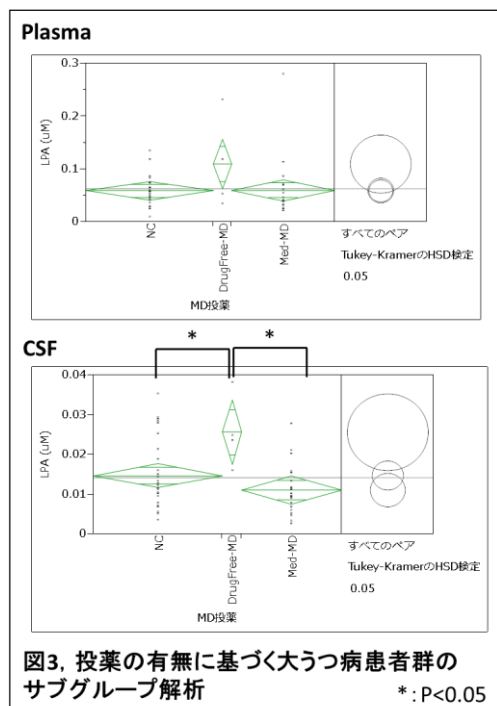 Plasma
0.3
0.2
0.1
0
LPA (uM)
NC
DrugFree-MD
Med-MD
MD投薬
すべてのペア
Tukey-KramerのHSD検定
0.05
*
*
CSF
0.04
0.03
0.02
0.01
0
LPA (uM)
NC
DrugFree-MD
Med-MD
MD投薬
すべてのペア
Tukey-KramerのHSD検定
0.05
図3, 投薬の有無に基づく大うつ病患者群の
サブグループ解析
*:P<0.05